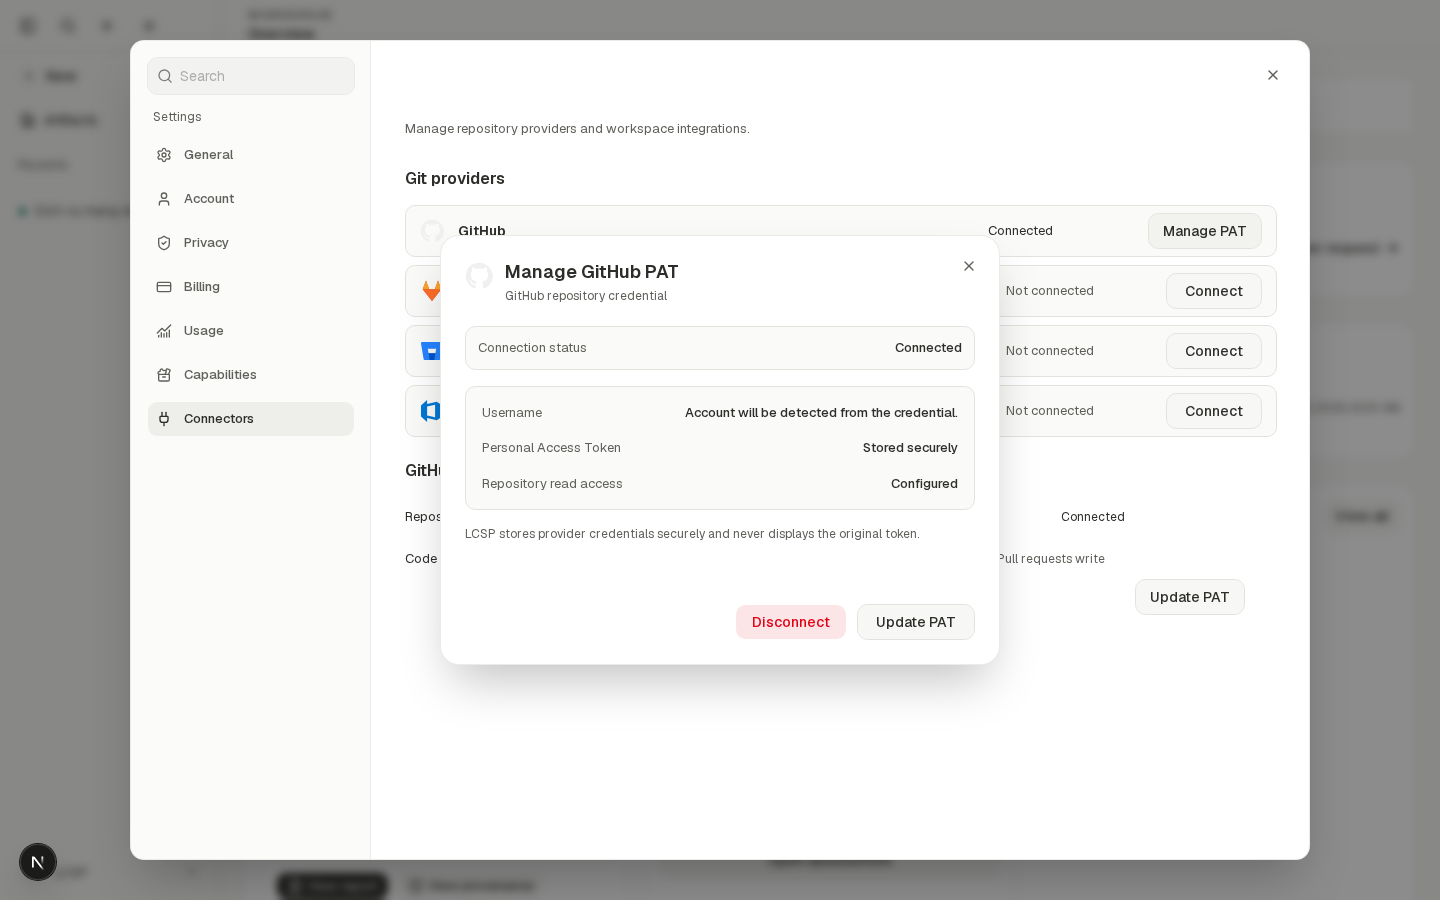 Search
Settings
General
Account
Privacy
Billing
Usage
Capabilities
Connectors
Manage repository providers and workspace integrations.
Git providers
GitHub
Connected
Manage PAT
Not connected
Connect
Not connected
Connect
Not connected
Connect
Connected
Code
Pull requests write
Update PAT
Manage GitHub PAT
GitHub repository credential
Connection status
Connected
Username
Account will be detected from the credential.
Personal Access Token
Stored securely
Repository read access
Configured
LCSP stores provider credentials securely and never displays the original token.
Disconnect
Update PAT